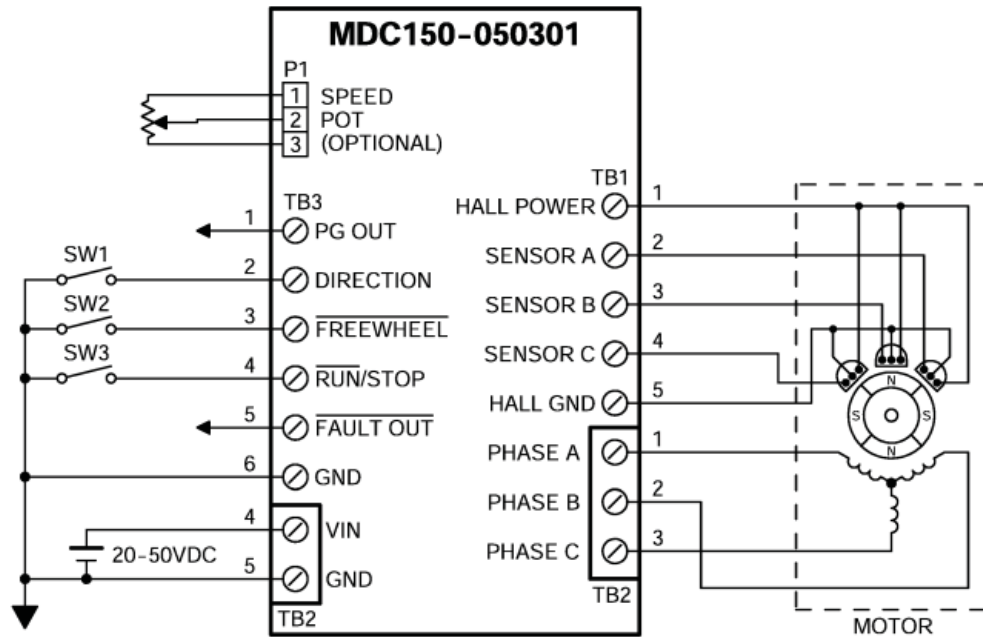 MDC150-050301
P1
1 SPEED
2 POT
3 (OPTIONAL)
TB3
1 PG OUT
SW1
2 DIRECTION
SW2
3 FREEWHEEL
SW3
4 RUN/STOP
5 FAULT OUT
6 GND
4 VIN
20-50VDC
5 GND
TB2
TB1
HALL POWER 1
SENSOR A 2
SENSOR B 3
SENSOR C 4
HALL GND 5
PHASE A 1
PHASE B 2
PHASE C 3
TB2
N
S S
N
MOTOR